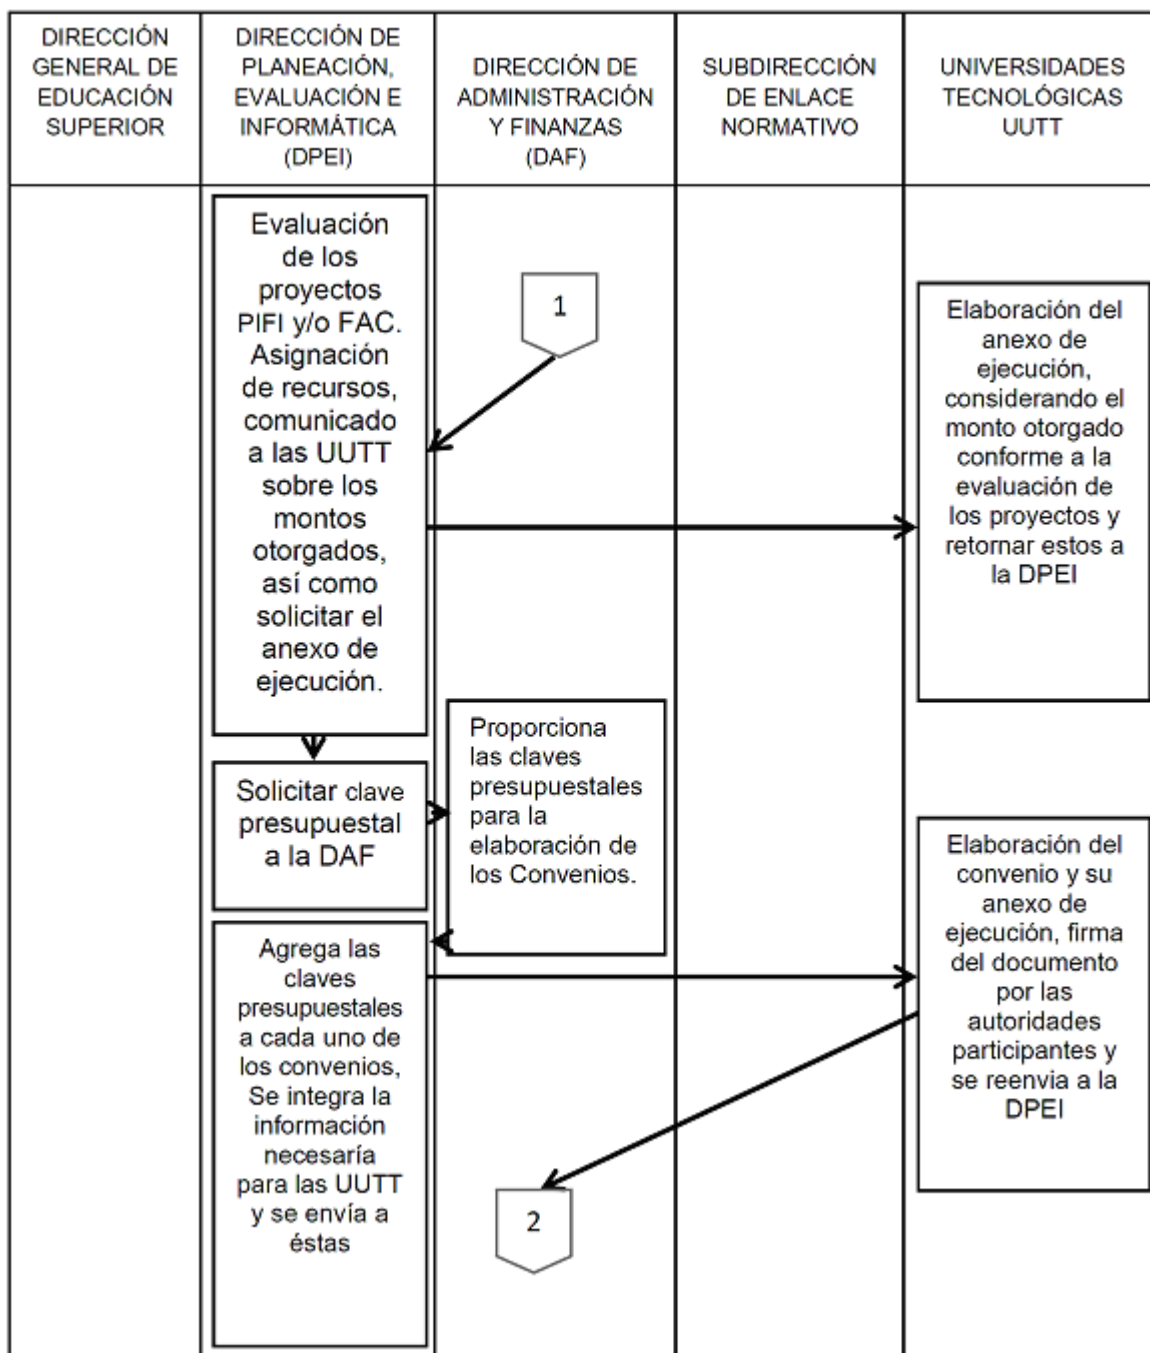 DIRECCIÓN
GENERAL DE
EDUCACIÓN
SUPERIOR
DIRECCIÓN DE
PLANEACIÓN,
EVALUACIÓN E
INFORMÁTICA
(DPEI)
DIRECCIÓN DE
ADMINISTRACIÓN
Y FINANZAS
(DAF)
SUBDIRECCIÓN
DE ENLACE
NORMATIVO
UNIVERSIDADES
TECNOLÓGICAS
UUTT
Evaluación
de los
proyectos
PIFI y/o FAC.
Asignación
de recursos,
comunicado
a las UUTT
sobre los
montos
otorgados,
así como
solicitar el
anexo de
ejecución.
1
Elaboración del
anexo de
ejecución,
considerando el
monto otorgado
conforme a la
evaluación de
los proyectos y
retornar estos a
la DPEI
Solicitar clave
presupuestal
a la DAF
Proporciona
las claves
presupuestales
para la
elaboración de
los Convenios.
Agrega las
claves
presupuestales
a cada uno de
los convenios,
Se integra la
información
necesaría
para las UUTT
y se envía a
éstas
Elaboración del
convenio y su
anexo de
ejecución, firma
del documento
por las
autoridades
participantes y
se reenvia a la
DPEI
2